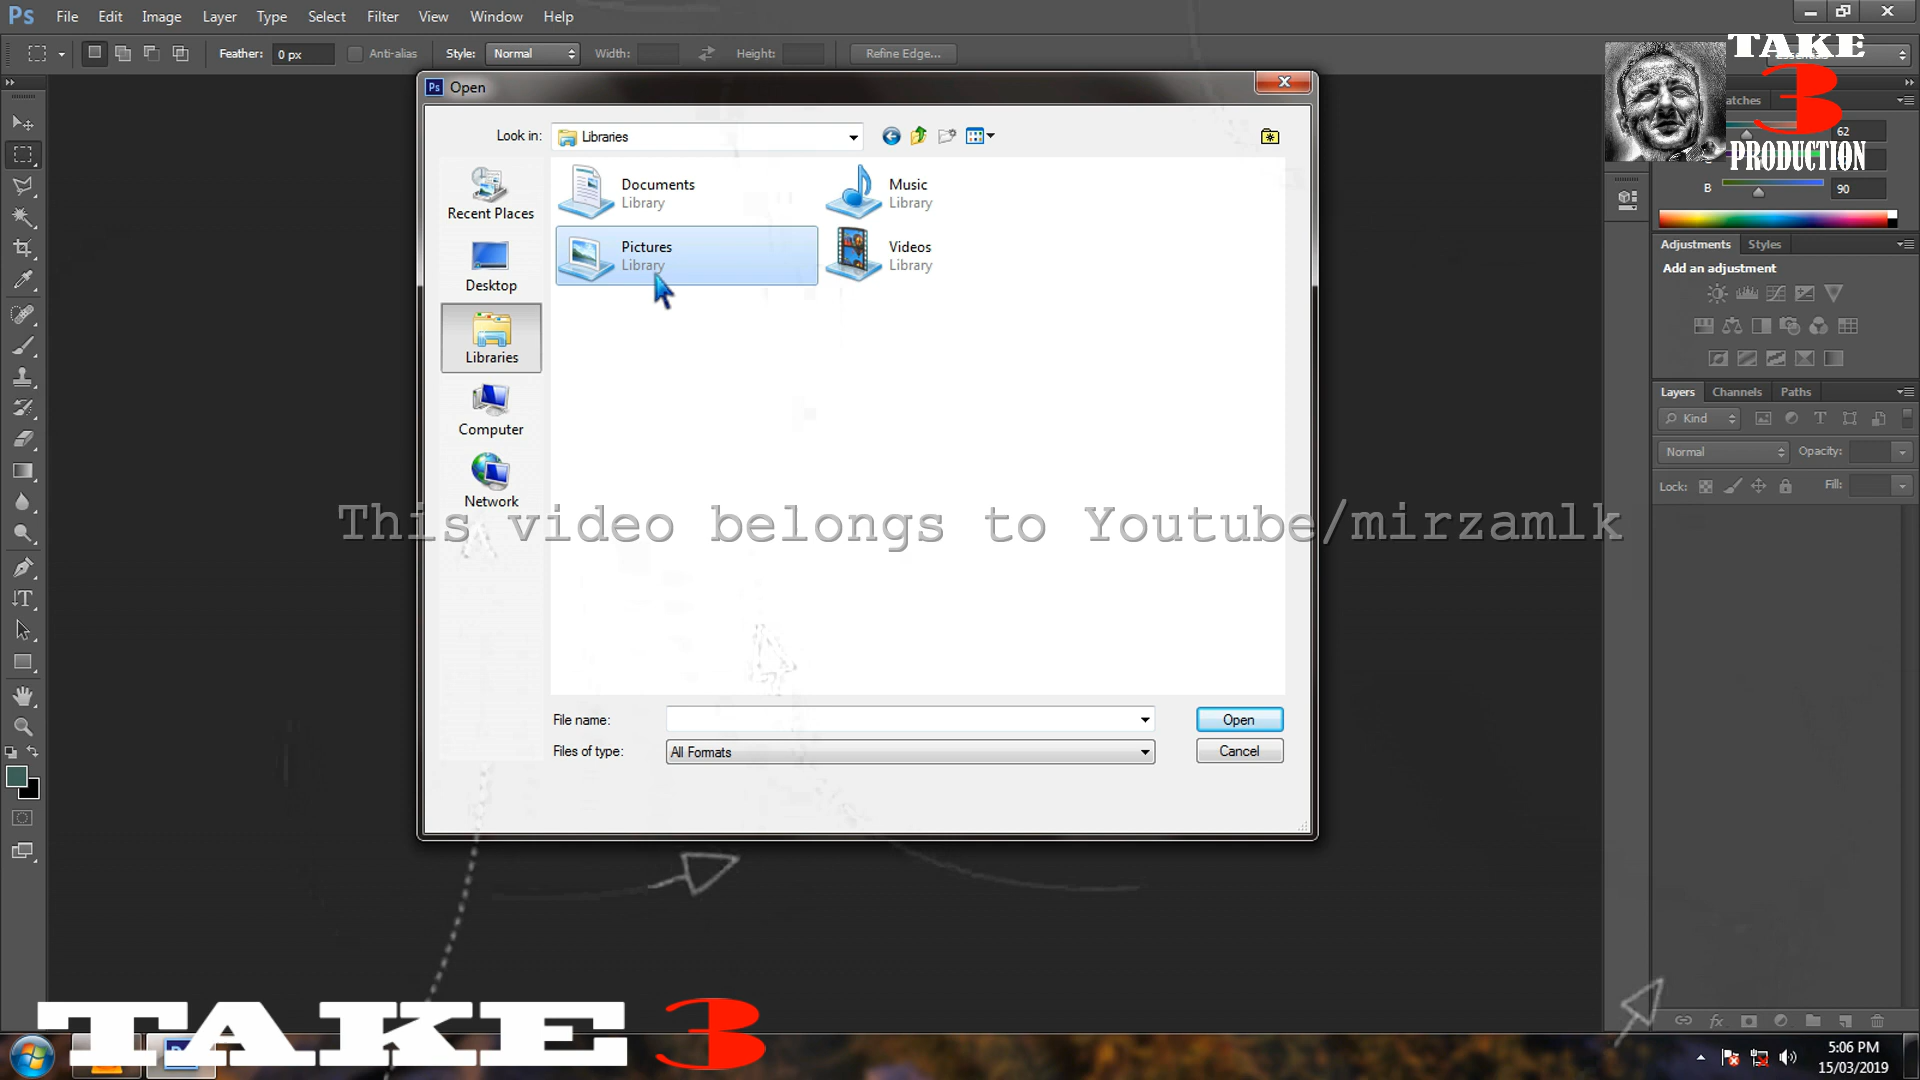 Ps File Edit Image Layer Type Select Filter View Window Help
Feather: 0 px Anti-alias Style: Normal Width: Height: Refine Edge...
TAKE
3
PRODUCTION
Ps Open
Look in: Libraries
Recent Places
Desktop
Libraries
Computer
Network
Documents
Library
Music
Library
Pictures
Library
Videos
Library
File name:
Files of type: All Formats
Open
Cancel
62
B 90
Adjustments Styles
Add an adjustment
Layers Channels Paths
Kind
Normal Opacity:
Lock: Fill:
This video belongs to Youtube/mirzamlk
TAKE 3
5:06 PM
15/03/2019